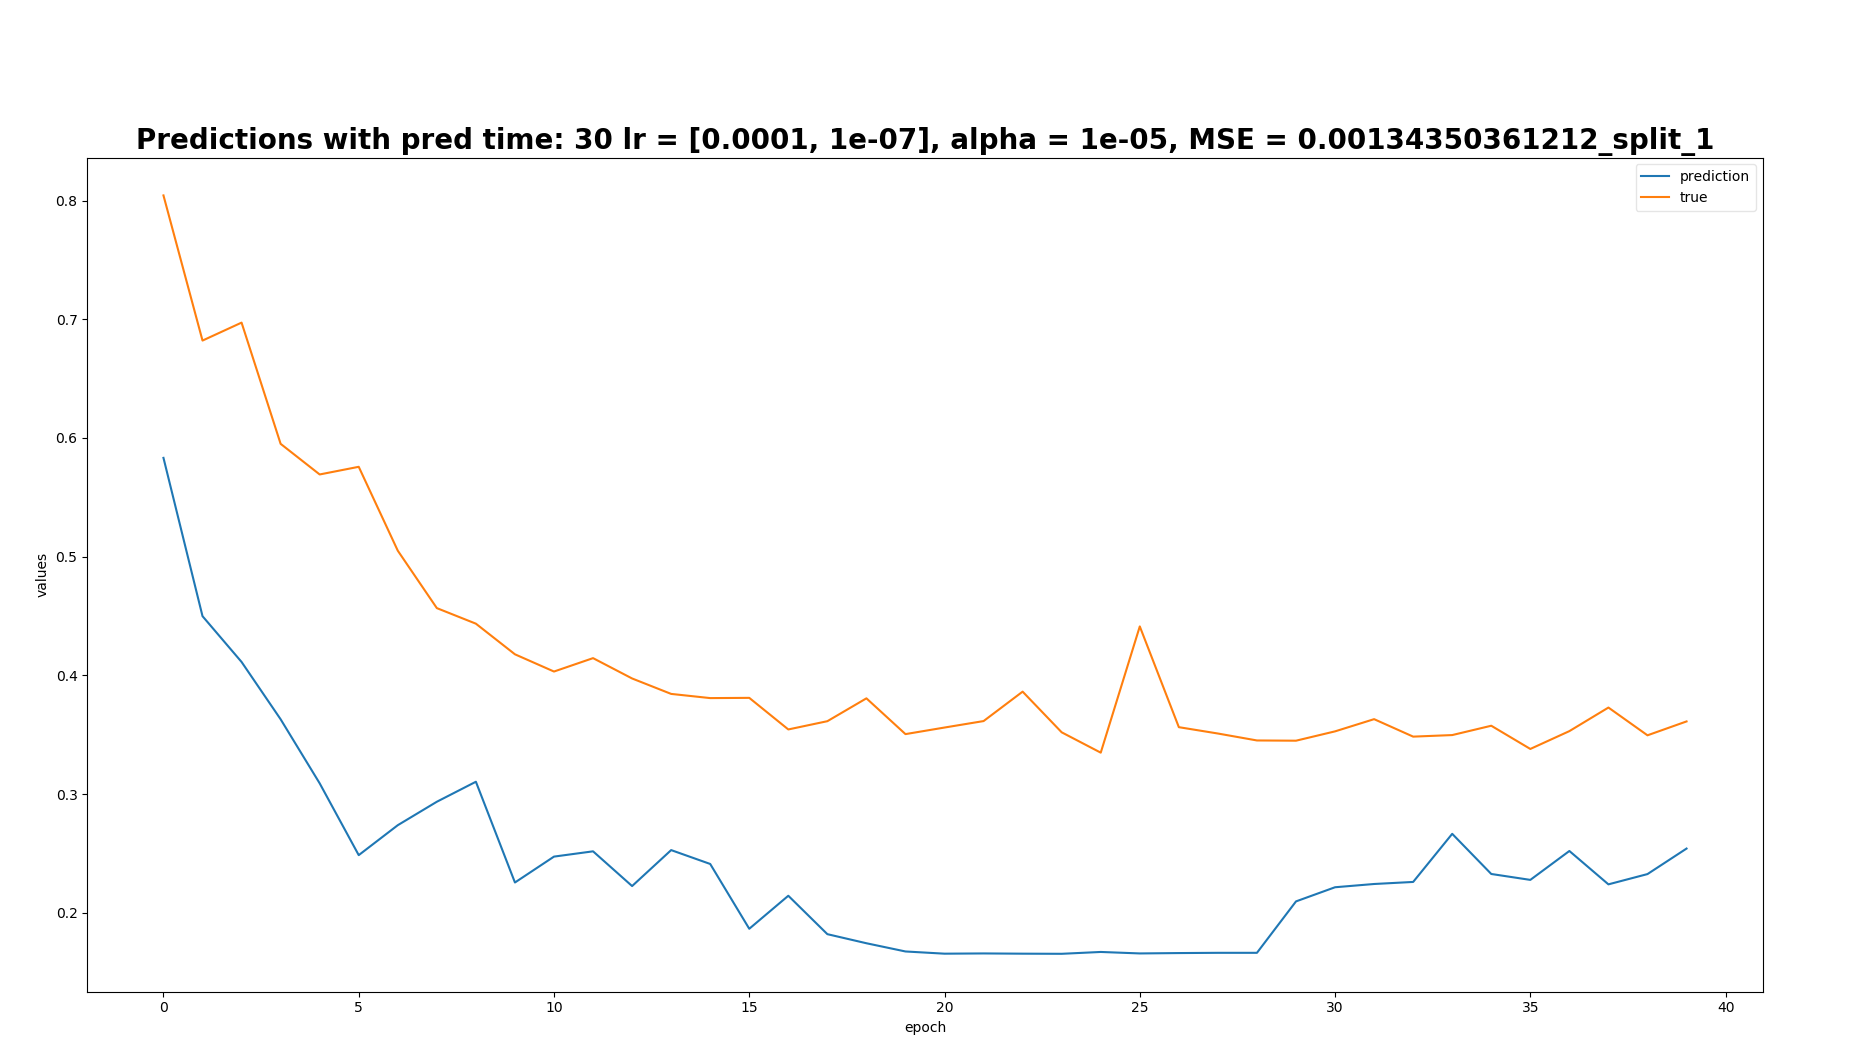 Predictions with pred time: 30 lr = [0.0001, 1e-07], alpha = 1e-05, MSE = 0.00134350361212_split_1
prediction
true
0.8
0.7
0.6
0.5
0.4
0.3
0.2
values
0 5 10 15 20 25 30 35 40
epoch